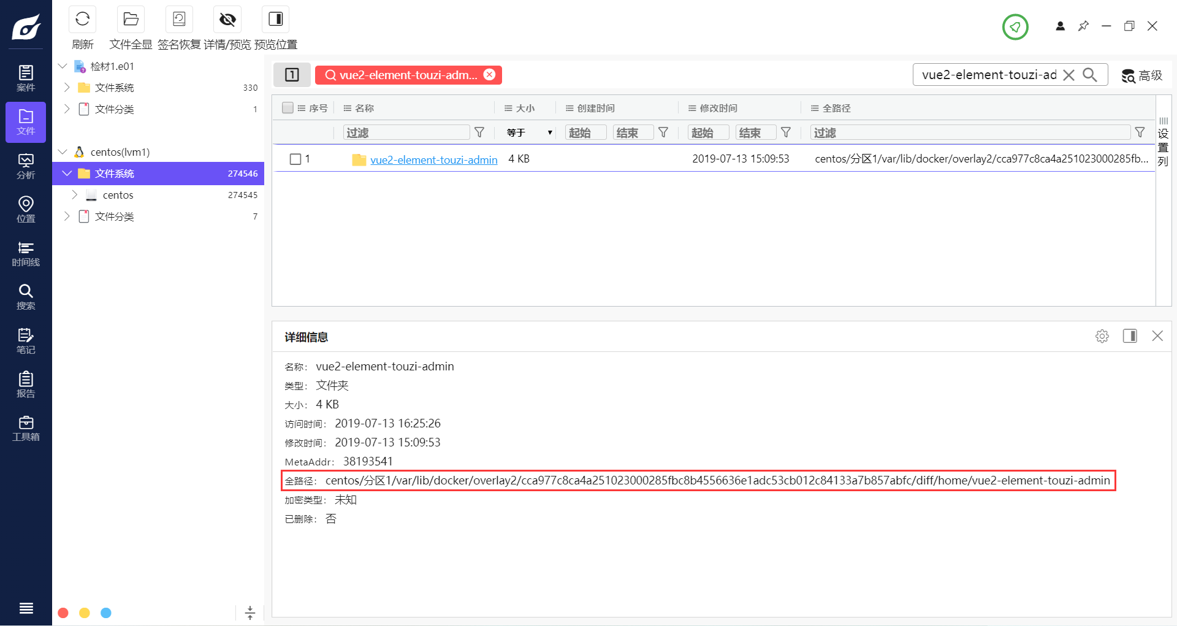 刷新
文件全显
签名恢复
详情/预览
预览位置
案件
文件
分析
位置
时间线
搜索
笔记
报告
工具箱
检材1.e01
文件系统 330
文件分类 1
centos(lvm1)
文件系统 274546
centos 274545
文件分类 7
1
vue2-element-touzi-adm...
vue2-element-touzi-ad
高级
序号 名称 大小 创建时间 修改时间 全路径
过滤 等于 起始 结束 起始 结束 过滤
1 vue2-element-touzi-admin 4 KB 2019-07-13 15:09:53 centos/分区1/var/lib/docker/overlay2/cca977c8ca4a251023000285fb...
设置列
详细信息
名称: vue2-element-touzi-admin
类型: 文件夹
大小: 4 KB
访问时间: 2019-07-13 16:25:26
修改时间: 2019-07-13 15:09:53
MetaAddr: 38193541
全路径: centos/分区1/var/lib/docker/overlay2/cca977c8ca4a251023000285fbc8b4556636e1adc53cb012c84133a7b857abfc/diff/home/vue2-element-touzi-admin
加密类型: 未知
已删除: 否